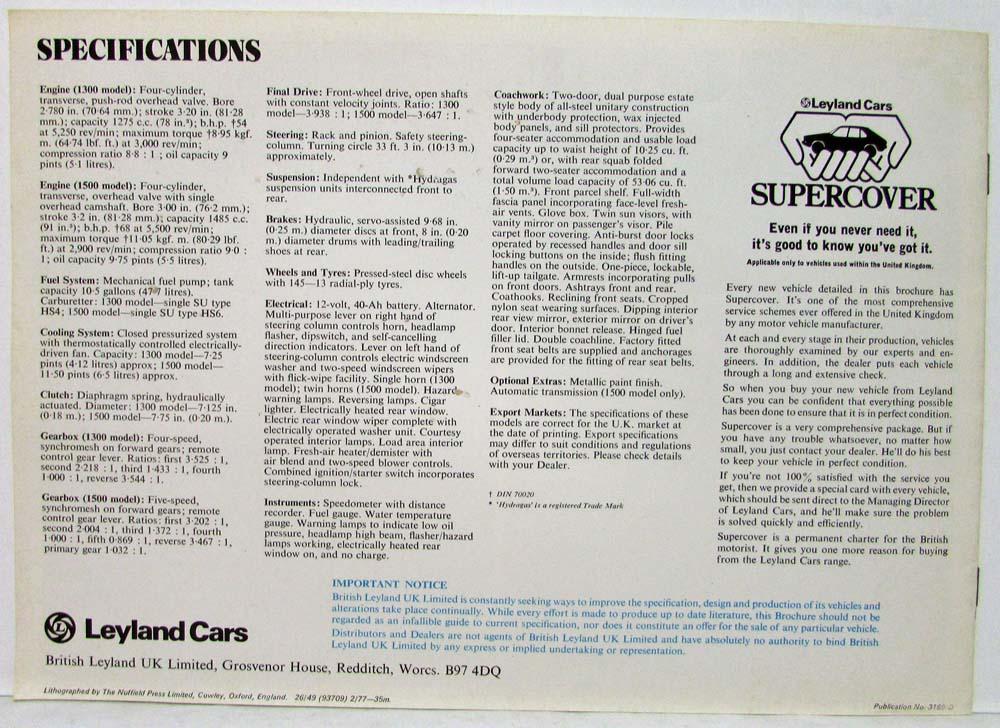 SPECIFICATIONS
Engine (1300 model): Four-cylinder,
transverse, push-rod overhead valve. Bore
2·780 in. (70·64 mm.); stroke 3·20 in. (81·28
mm.); capacity 1275 c.c. (78 in.³); b.h.p. †54
at 5,250 rev/min; maximum torque †8·95 kgf.
m. (64·74 lbf. ft.) at 3,000 rev/min;
compression ratio 8·8 : 1 ; oil capacity 9
pints (5·1 litres).
Engine (1500 model): Four-cylinder,
transverse, overhead valve with single
overhead camshaft. Bore 3·00 in. (76·2 mm.);
stroke 3·2 in. (81·28 mm.); capacity 1485 c.c.
(91 in.³); b.h.p. †68 at 5,500 rev/min;
maximum torque †11·05 kgf. m. (80·29 lbf.
ft.) at 2,900 rev/min; compression ratio 9·0 :
1; oil capacity 9·75 pints (5·5 litres).
Fuel System: Mechanical fuel pump; tank
capacity 10·5 gallons (47·7 litres).
Carburetter: 1300 model—single SU type
HS4; 1500 model—single SU type HS6.
Cooling System: Closed pressurized system
with thermostatically controlled electrically-
driven fan. Capacity: 1300 model—7·25
pints (4·12 litres) approx; 1500 model—
11·50 pints (6·5 litres) approx.
Clutch: Diaphragm spring, hydraulically
actuated. Diameter: 1300 model—7·125 in.
(0·18 m.); 1500 model—7·75 in. (0·20 m.).
Gearbox (1300 model): Four-speed,
synchromesh on forward gears; remote
control gear lever. Ratios: first 3·525 : 1,
second 2·218 : 1, third 1·433 : 1, fourth
1·000 : 1, reverse 3·544 : 1.
Gearbox (1500 model): Five-speed,
synchromesh on forward gears; remote
control gear lever. Ratios: first 3·202 : 1,
second 2·004 : 1, third 1·372 : 1, fourth
1·000 : 1, fifth 0·869 : 1, reverse 3·467 : 1,
primary gear 1·032 : 1.
Final Drive: Front-wheel drive, open shafts
with constant velocity joints. Ratio: 1300
model—3·938 : 1; 1500 model—3·647 : 1.
Steering: Rack and pinion. Safety steering-
column. Turning circle 33 ft. 3 in. (10·13 m.)
approximately.
Suspension: Independent with *Hydragas
suspension units interconnected front to
rear.
Brakes: Hydraulic, servo-assisted 9·68 in.
(0·25 m.) diameter discs at front, 8 in. (0·20
m.) diameter drums with leading/trailing
shoes at rear.
Wheels and Tyres: Pressed-steel disc wheels
with 145—13 radial-ply tyres.
Electrical: 12-volt, 40-Ah battery. Alternator.
Multi-purpose lever on right hand of
steering column controls horn, headlamp
flasher, dipswitch, and self-cancelling
direction indicators. Lever on left hand of
steering-column controls electric windscreen
washer and two-speed windscreen wipers
with flick-wipe facility. Single horn (1300
model); twin horns (1500 model). Hazard-
warning lamps. Reversing lamps. Cigar
lighter. Electrically heated rear window.
Electric rear window wiper complete with
electrically operated washer unit. Courtesy
operated interior lamps. Load area interior
lamp. Fresh-air heater/demister with
air blend and two-speed blower controls.
Combined ignition/starter switch incorporates
steering-column lock.
Instruments: Speedometer with distance
recorder. Fuel gauge. Water temperature
gauge. Warning lamps to indicate low oil
pressure, headlamp high beam, flasher/hazard
lamps working, electrically heated rear
window on, and no charge.
Coachwork: Two-door, dual purpose estate
style body of all-steel unitary construction
with underbody protection, wax injected
body panels, and sill protectors. Provides
four-seater accommodation and usable load
capacity up to waist height of 10·25 cu. ft.
(0·29 m.³) or, with rear squab folded
forward two-seater accommodation and a
total volume load capacity of 53·06 cu. ft.
(1·50 m.³). Front parcel shelf. Full-width
fascia panel incorporating face-level fresh-
air vents. Glove box. Twin sun visors, with
vanity mirror on passenger's visor. Pile
carpet floor covering. Anti-burst door locks
operated by recessed handles and door sill
locking buttons on the inside; flush fitting
handles on the outside. One-piece, lockable,
lift-up tailgate. Armrests incorporating pulls
on front doors. Ashtrays front and rear.
Coathooks. Reclining front seats. Cropped
nylon seat wearing surfaces. Dipping interior
rear view mirror, exterior mirror on driver's
door. Interior bonnet release. Hinged fuel
filler lid. Double coachline. Factory fitted
front seat belts are supplied and anchorages
are provided for the fitting of rear seat belts.
Optional Extras: Metallic paint finish.
Automatic transmission (1500 model only).
Export Markets: The specifications of these
models are correct for the U.K. market at
the date of printing. Export specifications
may differ to suit conditions and regulations
of overseas territories. Please check details
with your Dealer.
† DIN 70020
* 'Hydragas' is a registered Trade Mark
Leyland Cars
SUPERCOVER
Even if you never need it,
it's good to know you've got it.
Applicable only to vehicles used within the United Kingdom.
Every new vehicle detailed in this brochure has
Supercover. It's one of the most comprehensive
service schemes ever offered in the United Kingdom
by any motor vehicle manufacturer.
At each and every stage in their production, vehicles
are thoroughly examined by our experts and en-
gineers. In addition, the dealer puts each vehicle
through a long and extensive check.
So when you buy your new vehicle from Leyland
Cars you can be confident that everything possible
has been done to ensure that it is in perfect condition.
Supercover is a very comprehensive package. But if
you have any trouble whatsoever, no matter how
small, you just contact your dealer. He'll do his best
to keep your vehicle in perfect condition.
If you're not 100% satisfied with the service you
get, then we provide a special card with every vehicle,
which should be sent direct to the Managing Director
of Leyland Cars, and he'll make sure the problem
is solved quickly and efficiently.
Supercover is a permanent charter for the British
motorist. It gives you one more reason for buying
from the Leyland Cars range.
IMPORTANT NOTICE
British Leyland UK Limited is constantly seeking ways to improve the specification, design and production of its vehicles and
alterations take place continually. While every effort is made to produce up to date literature, this Brochure should not be
regarded as an infallible guide to current specification, nor does it constitute an offer for the sale of any particular vehicle.
Distributors and Dealers are not agents of British Leyland UK Limited and have absolutely no authority to bind British
Leyland UK Limited by any express or implied undertaking or representation.
Leyland Cars
British Leyland UK Limited, Grosvenor House, Redditch, Worcs. B97 4DQ
Lithographed by The Nuffield Press Limited, Cowley, Oxford, England. 26/49 (93709) 2/77—35m.
Publication No.